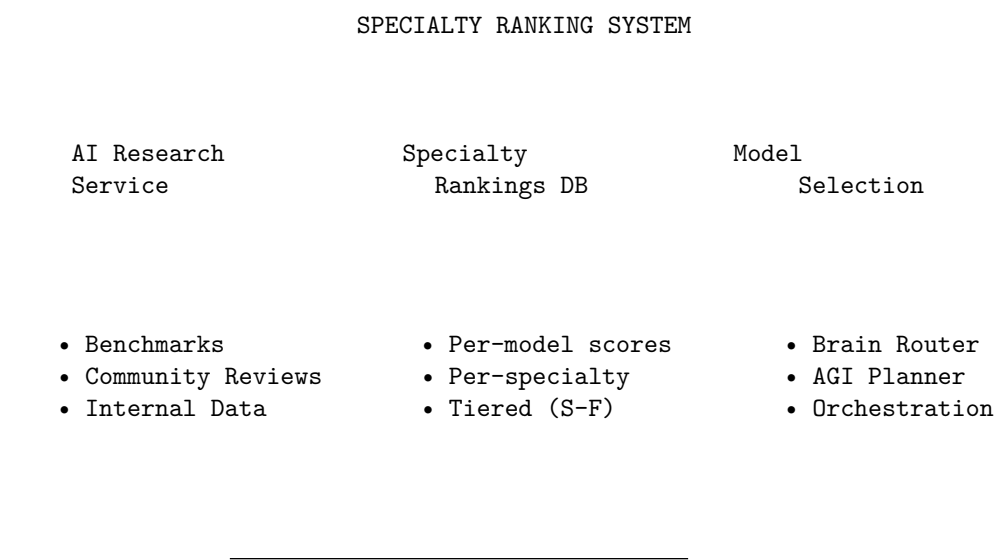 SPECIALTY RANKING SYSTEM
AI Research Specialty Model
Service Rankings DB Selection
• Benchmarks • Per-model scores • Brain Router
• Community Reviews • Per-specialty • AGI Planner
• Internal Data • Tiered (S-F) • Orchestration